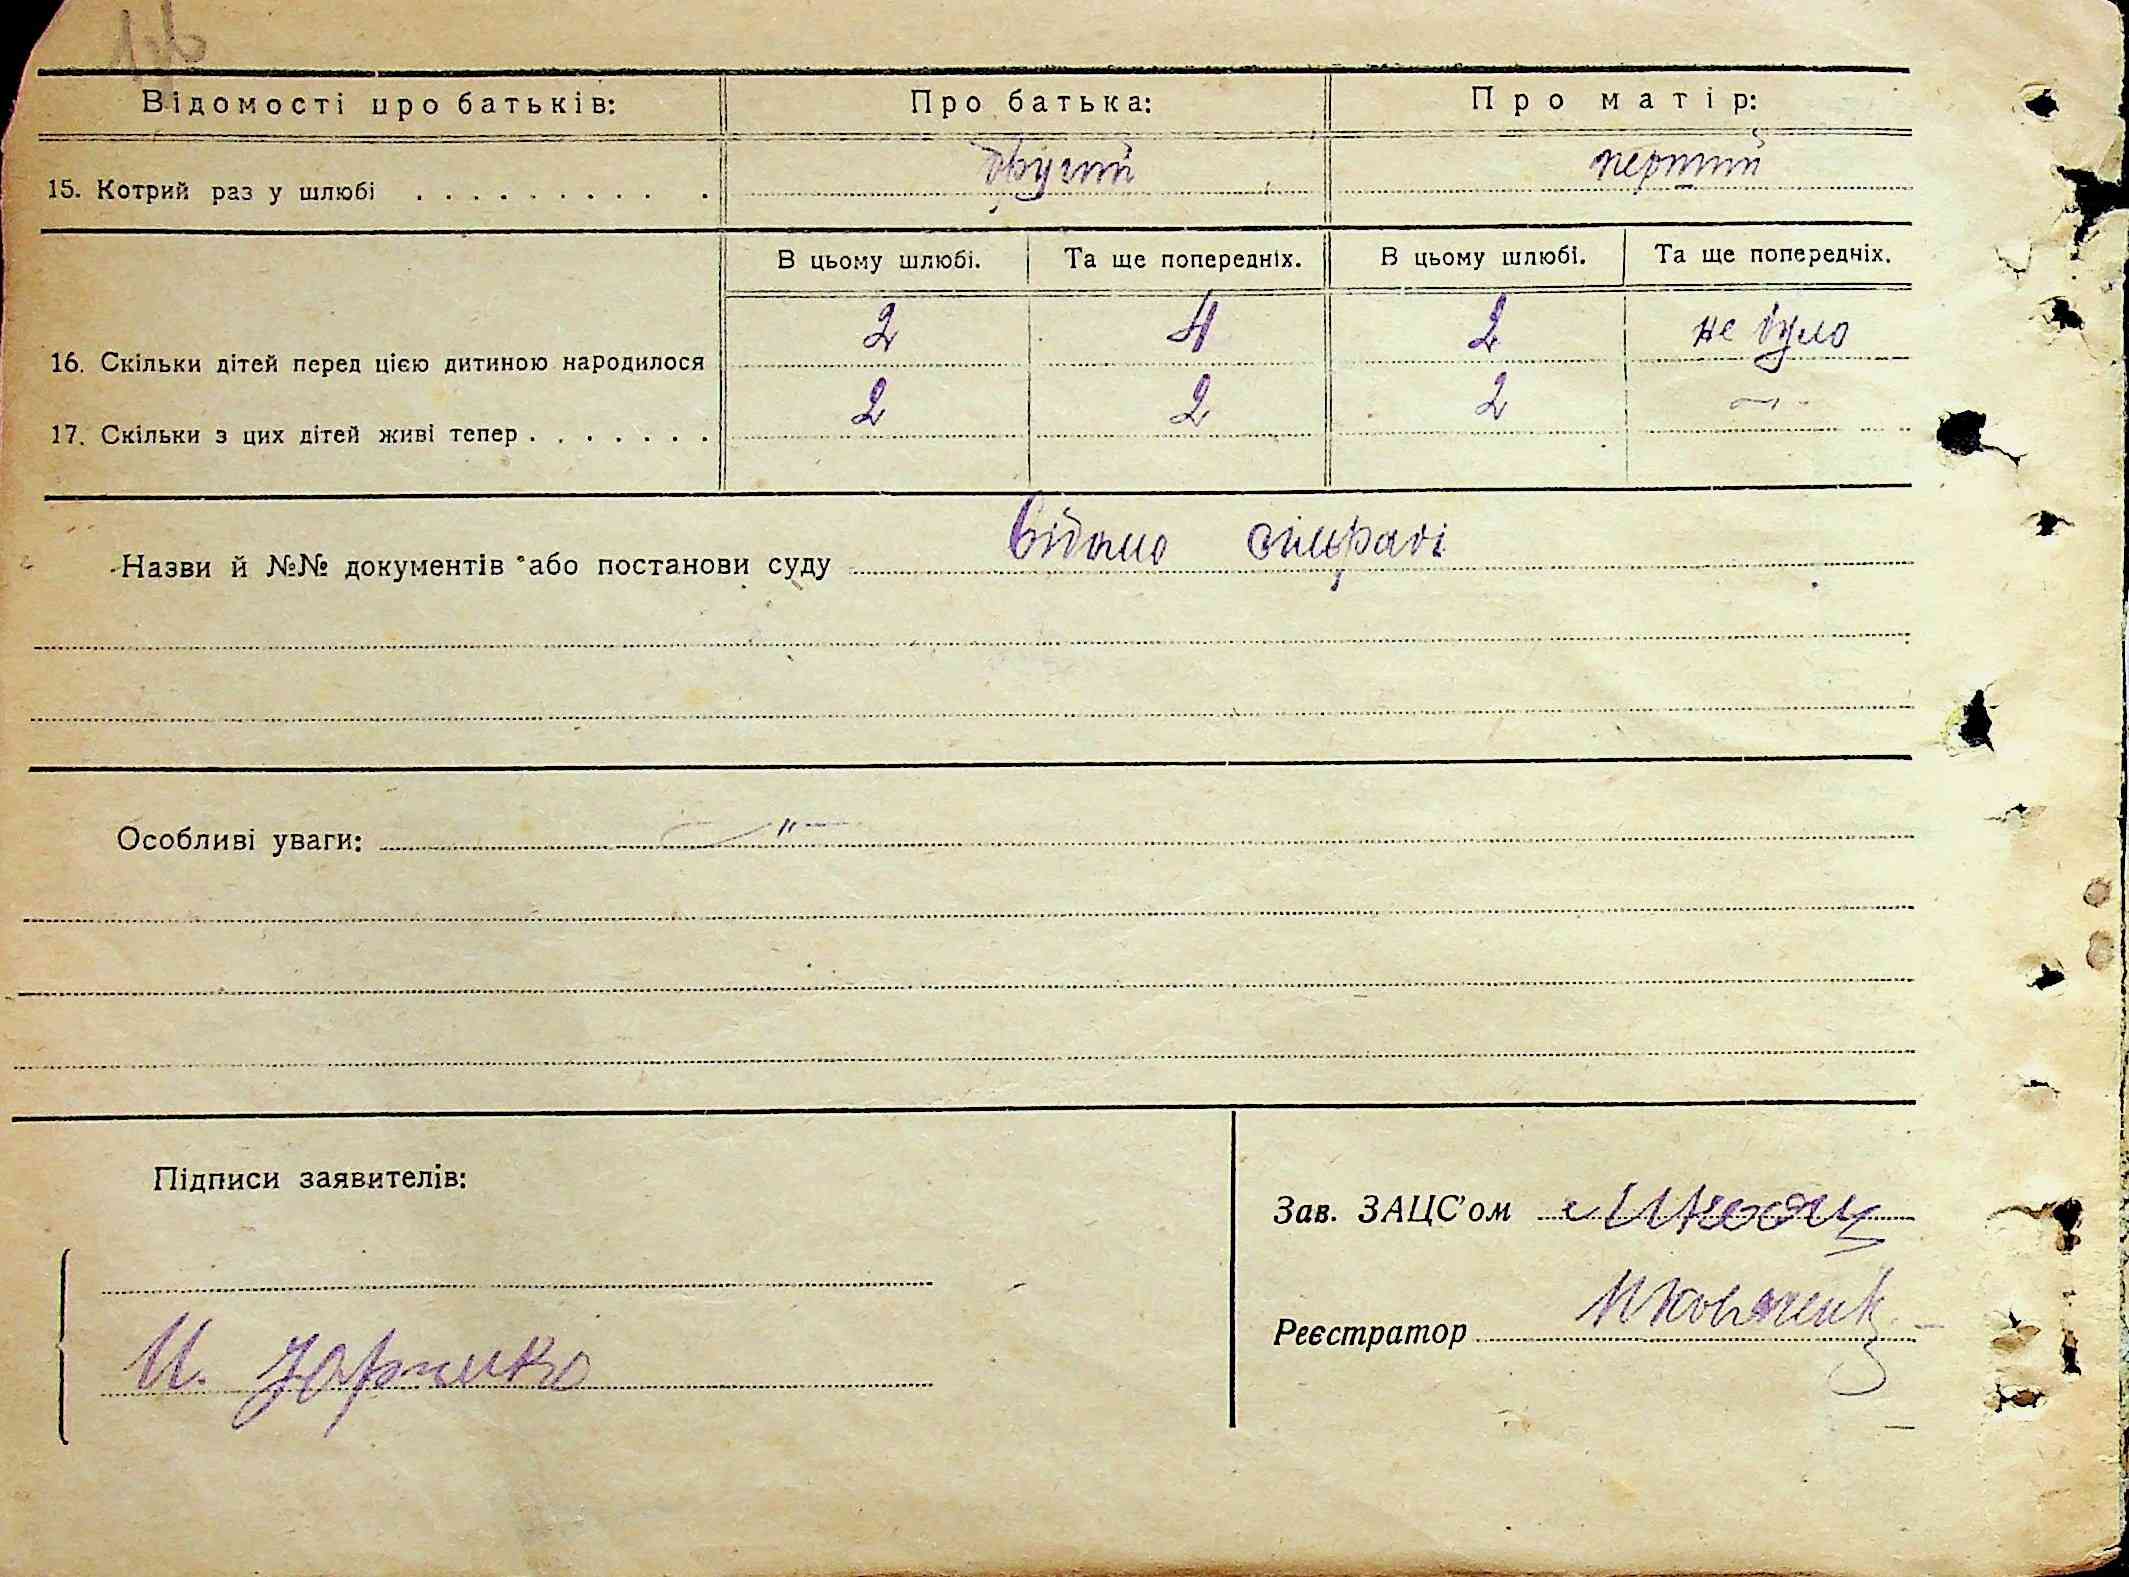 Відомості про батьків: Про батька: Про матір:
15. Котрий раз у шлюбі . . . . . . . . . . другий перший
В цьому шлюбі. Та ще попередніх. В цьому шлюбі. Та ще попередніх.
16. Скільки дітей перед цією дитиною народилося 2 4 2 не було
17. Скільки з цих дітей живі тепер . . . . . . . 2 2 2 —"—
Назви й №№ документів або постанови суду Відомо сільраді
Особливі уваги: —"—
Підписи заявителів:
Зав. ЗАЦС'ом
Реєстратор
И.